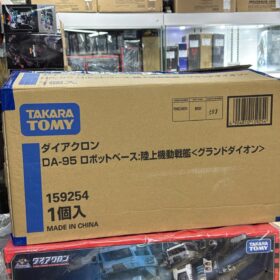 TAKARA
TOMY
ダイアクロン
DA-95 ロボットベース:陸上機動戦艦<グランドダイオン>
159254
1個入
MADE IN CHINA
ダイアクロン